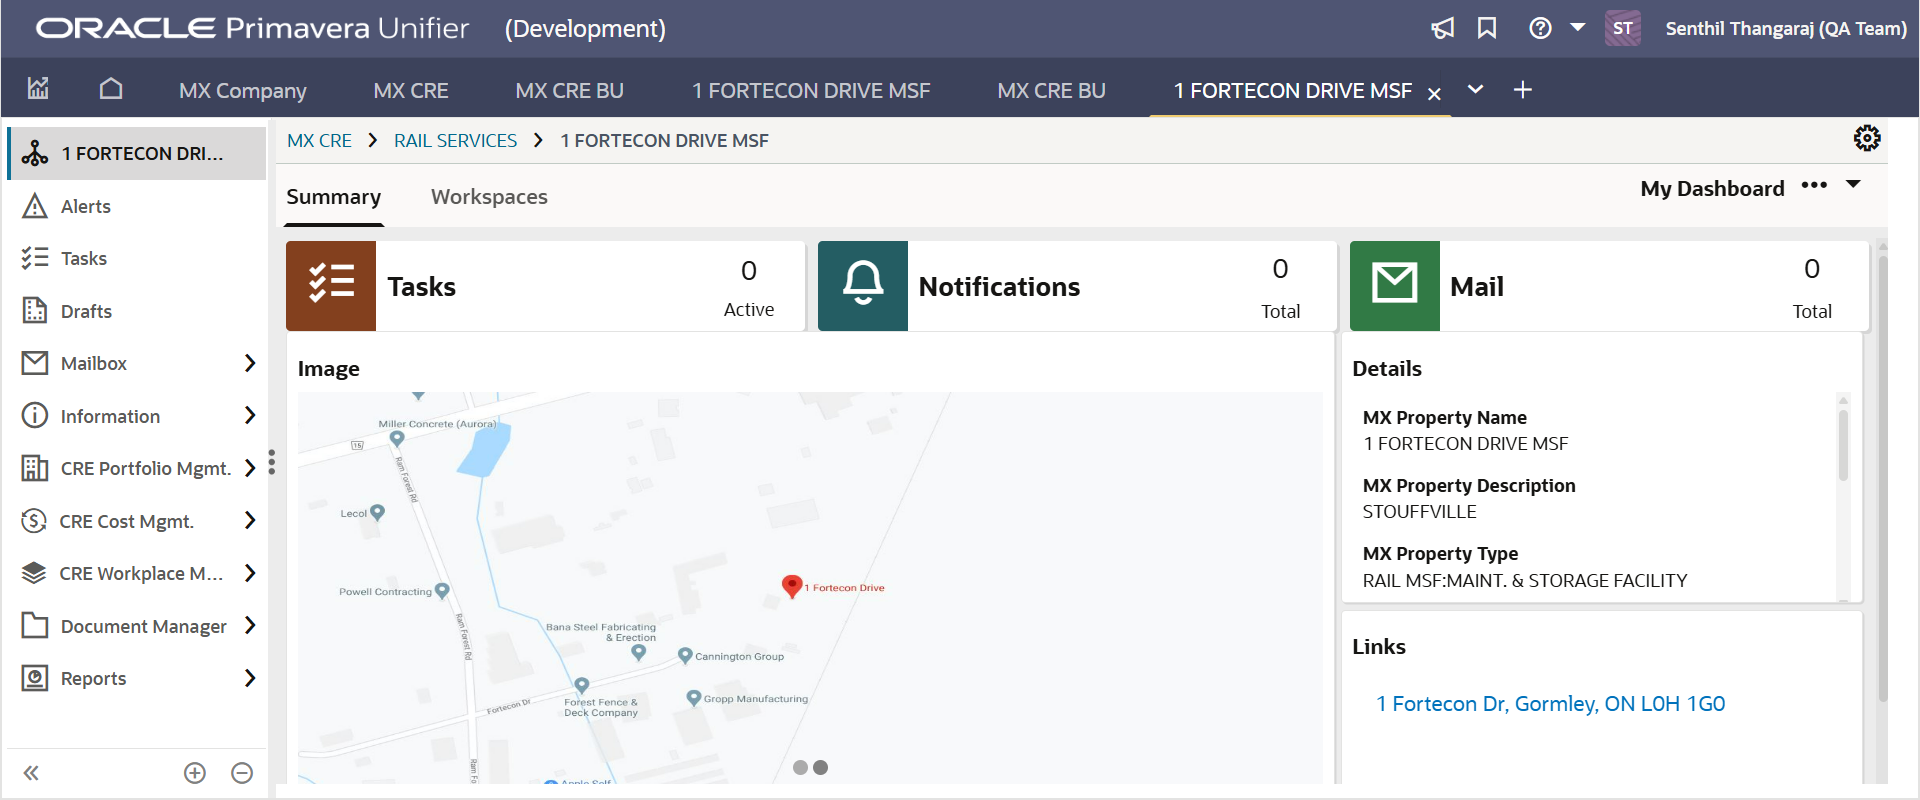 ORACLE Primavera Unifier (Development)
ST Senthil Thangaraj (QA Team)
MX Company MX CRE MX CRE BU 1 FORTECON DRIVE MSF MX CRE BU 1 FORTECON DRIVE MSF
1 FORTECON DRI...
Alerts
Tasks
Drafts
Mailbox
Information
CRE Portfolio Mgmt.
CRE Cost Mgmt.
CRE Workplace M...
Document Manager
Reports
MX CRE RAIL SERVICES 1 FORTECON DRIVE MSF
Summary Workspaces
My Dashboard
Tasks
0
Active
Notifications
0
Total
Mail
0
Total
Image
Miller Concrete (Aurora)
15
Ram Forest Rd
Lecol
Powell Contracting
1 Fortecon Drive
Ram Forest Rd
Bana Steel Fabricating
& Erection
Cannington Group
Gropp Manufacturing
Forest Fence &
Deck Company
Fortecon Dr
Ram Fo
Apple Self
Details
MX Property Name
1 FORTECON DRIVE MSF
MX Property Description
STOUFFVILLE
MX Property Type
RAIL MSF:MAINT. & STORAGE FACILITY
Links
1 Fortecon Dr, Gormley, ON L0H 1G0